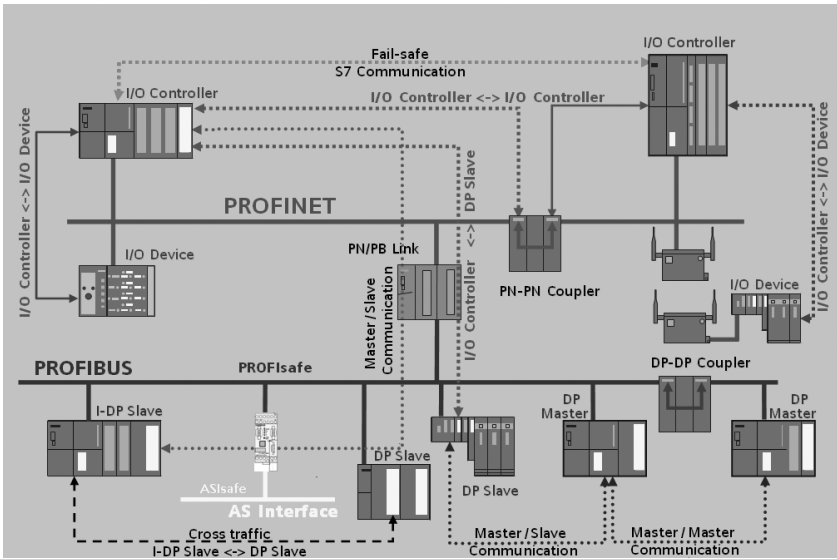 Fail-safe
S7 Communication
I/O Controller
I/O Controller
I/O Controller <-> I/O Controller
I/O Controller <-> I/O Device
I/O Controller <-> DP Slave
I/O Controller <-> I/O Device
PROFINET
I/O Device
PN/PB Link
PN-PN Coupler
I/O Device
Master/Slave
Communication
PROFIBUS
PROFIsafe
DP-DP Coupler
I-DP Slave
DP
Master
DP
Master
DP Slave
DP Slave
ASIsafe
AS Interface
Cross traffic
I-DP Slave <-> DP Slave
Master/Slave
Communication
Master/Master
Communication